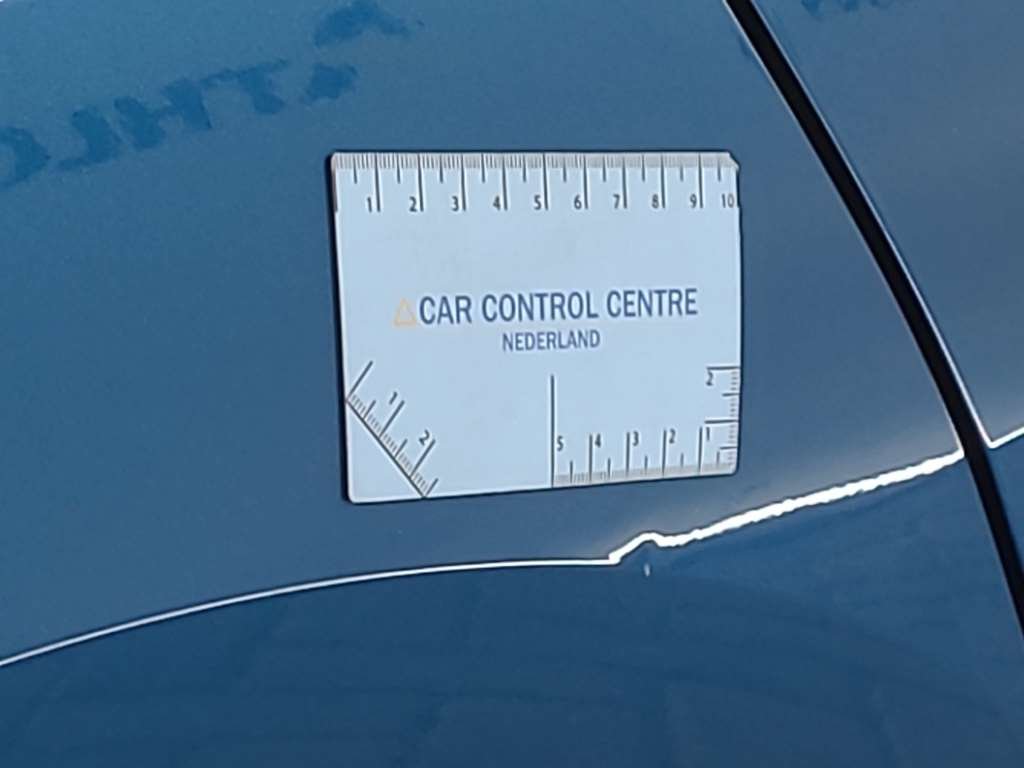 1 2 3 4 5 6 7 8 9 10
CAR CONTROL CENTRE
NEDERLAND
1 2
5 4 3 2 1
2